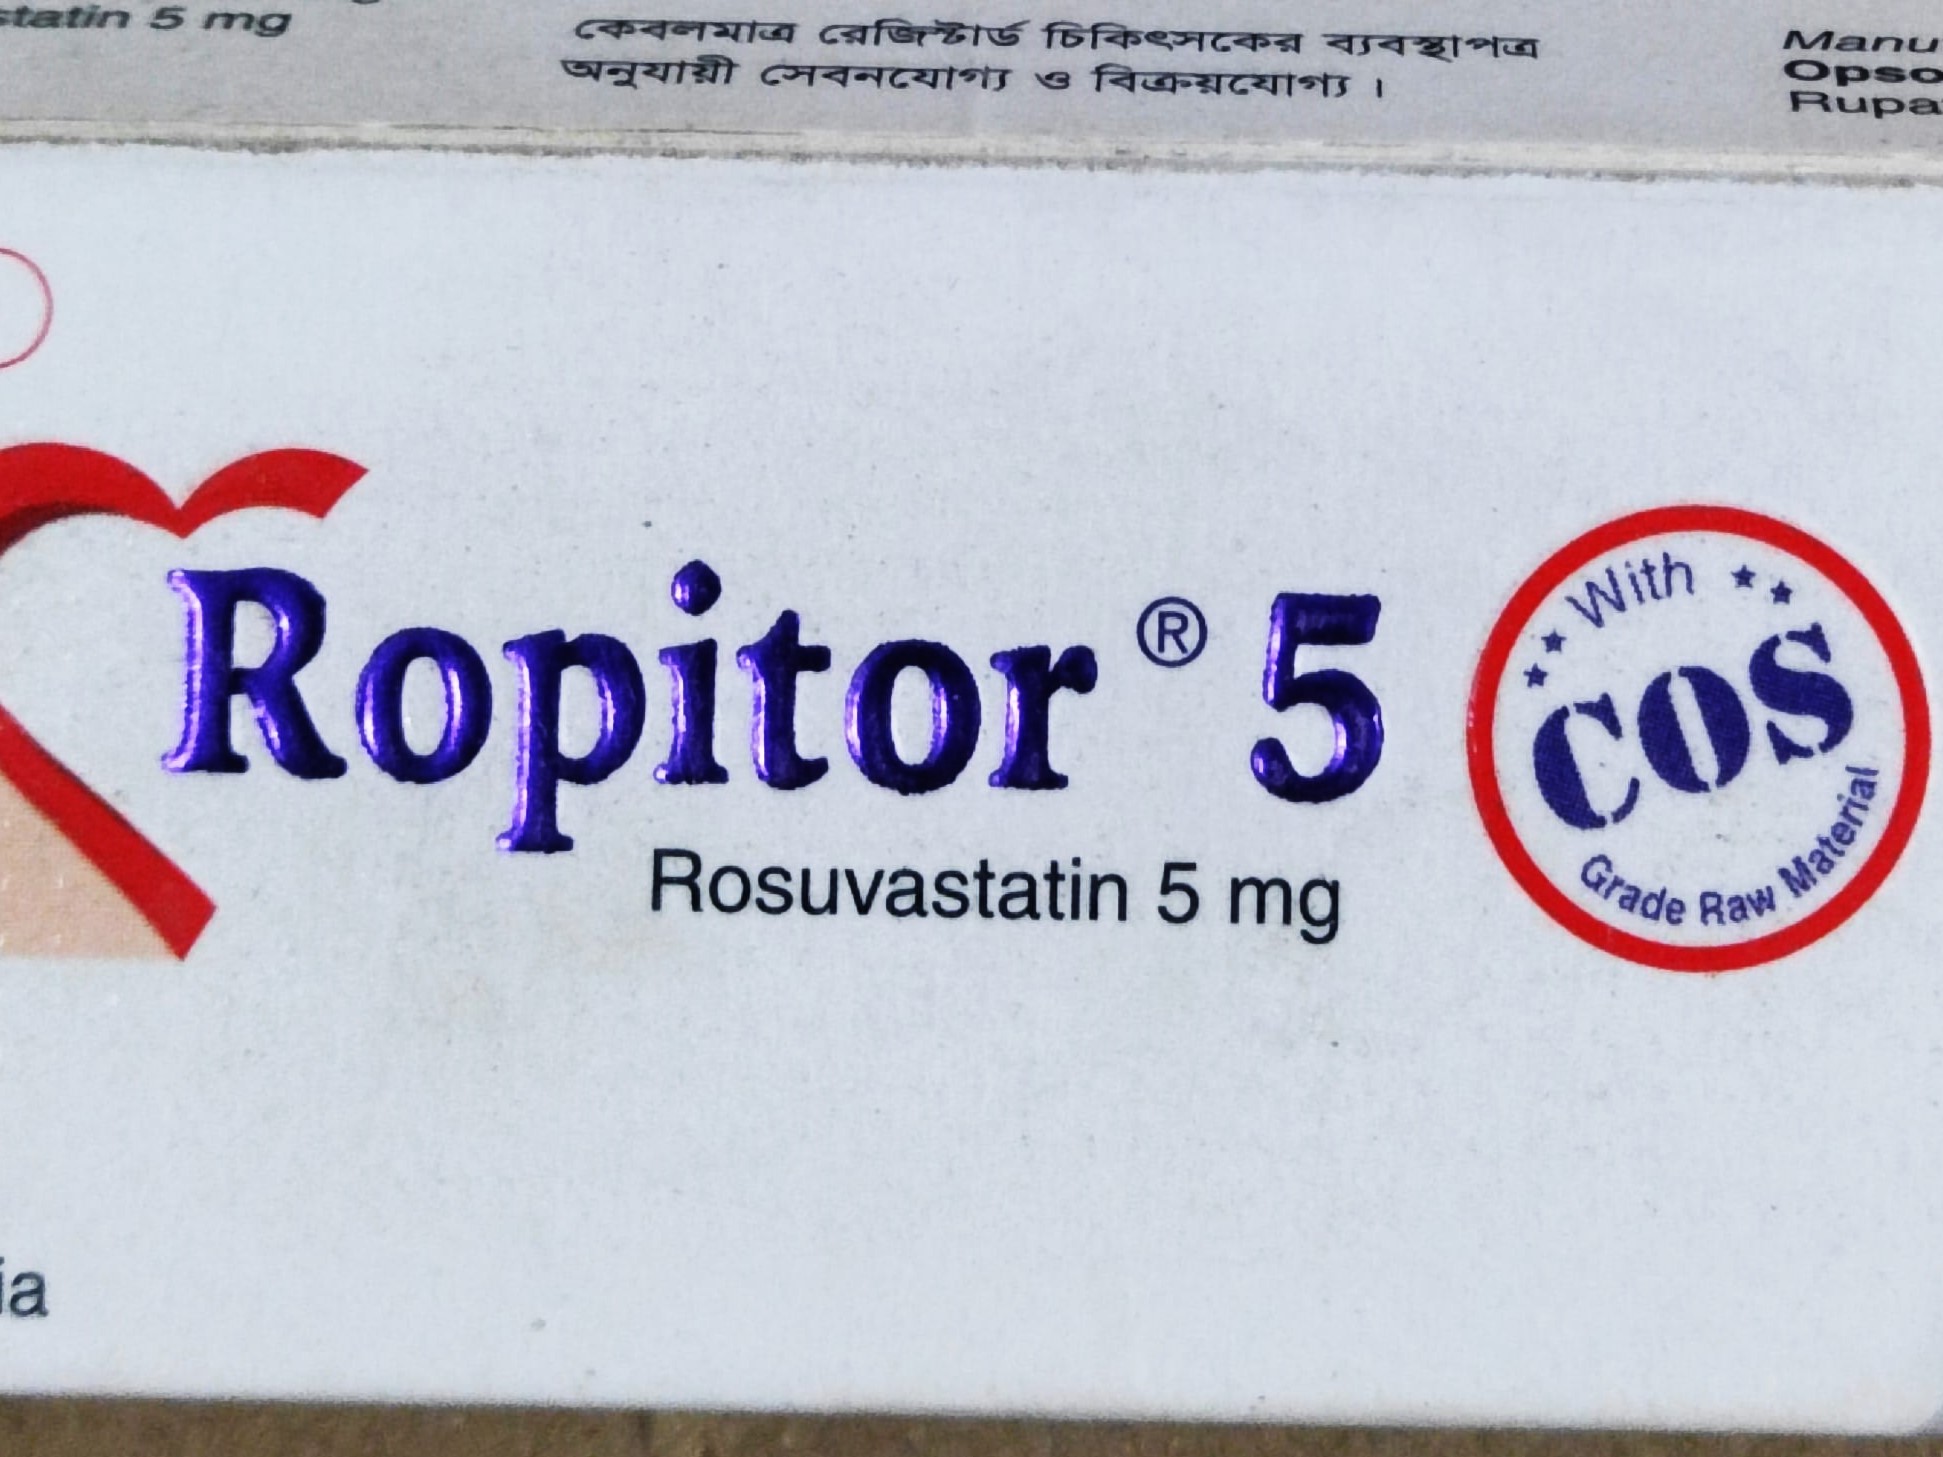 statin 5 mg
কেবলমাত্র রেজিস্টার্ড চিকিৎসকের ব্যবস্থাপত্র
অনুযায়ী সেবনযোগ্য ও বিক্রয়যোগ্য ।
Manu
Opso
Rupa
Ropitor ® 5
Rosuvastatin 5 mg
With
COS
Grade Raw Material
ia